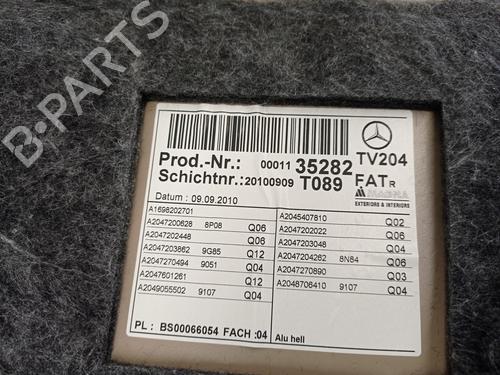 B-PARTS
Prod.-Nr.: 00011 35282 TV204
Schichtnr.: 20100909 T089 FAT R
MAGNA
EXTERIORS & INTERIORS
Datum : 09.09.2010
A1698202701
A2047200628 8P08 Q06
A2047202448 Q06
A2047203862 9G85 Q12
A2047270494 9051 Q04
A2047601261 Q12
A2049055502 9107 Q04
A2045407810 Q02
A2047202022 Q06
A2047203048 Q04
A2047204262 8N84 Q06
A2047270890 Q03
A2048706410 9107 Q04
PL : BS00066054 FACH :04 Alu hell